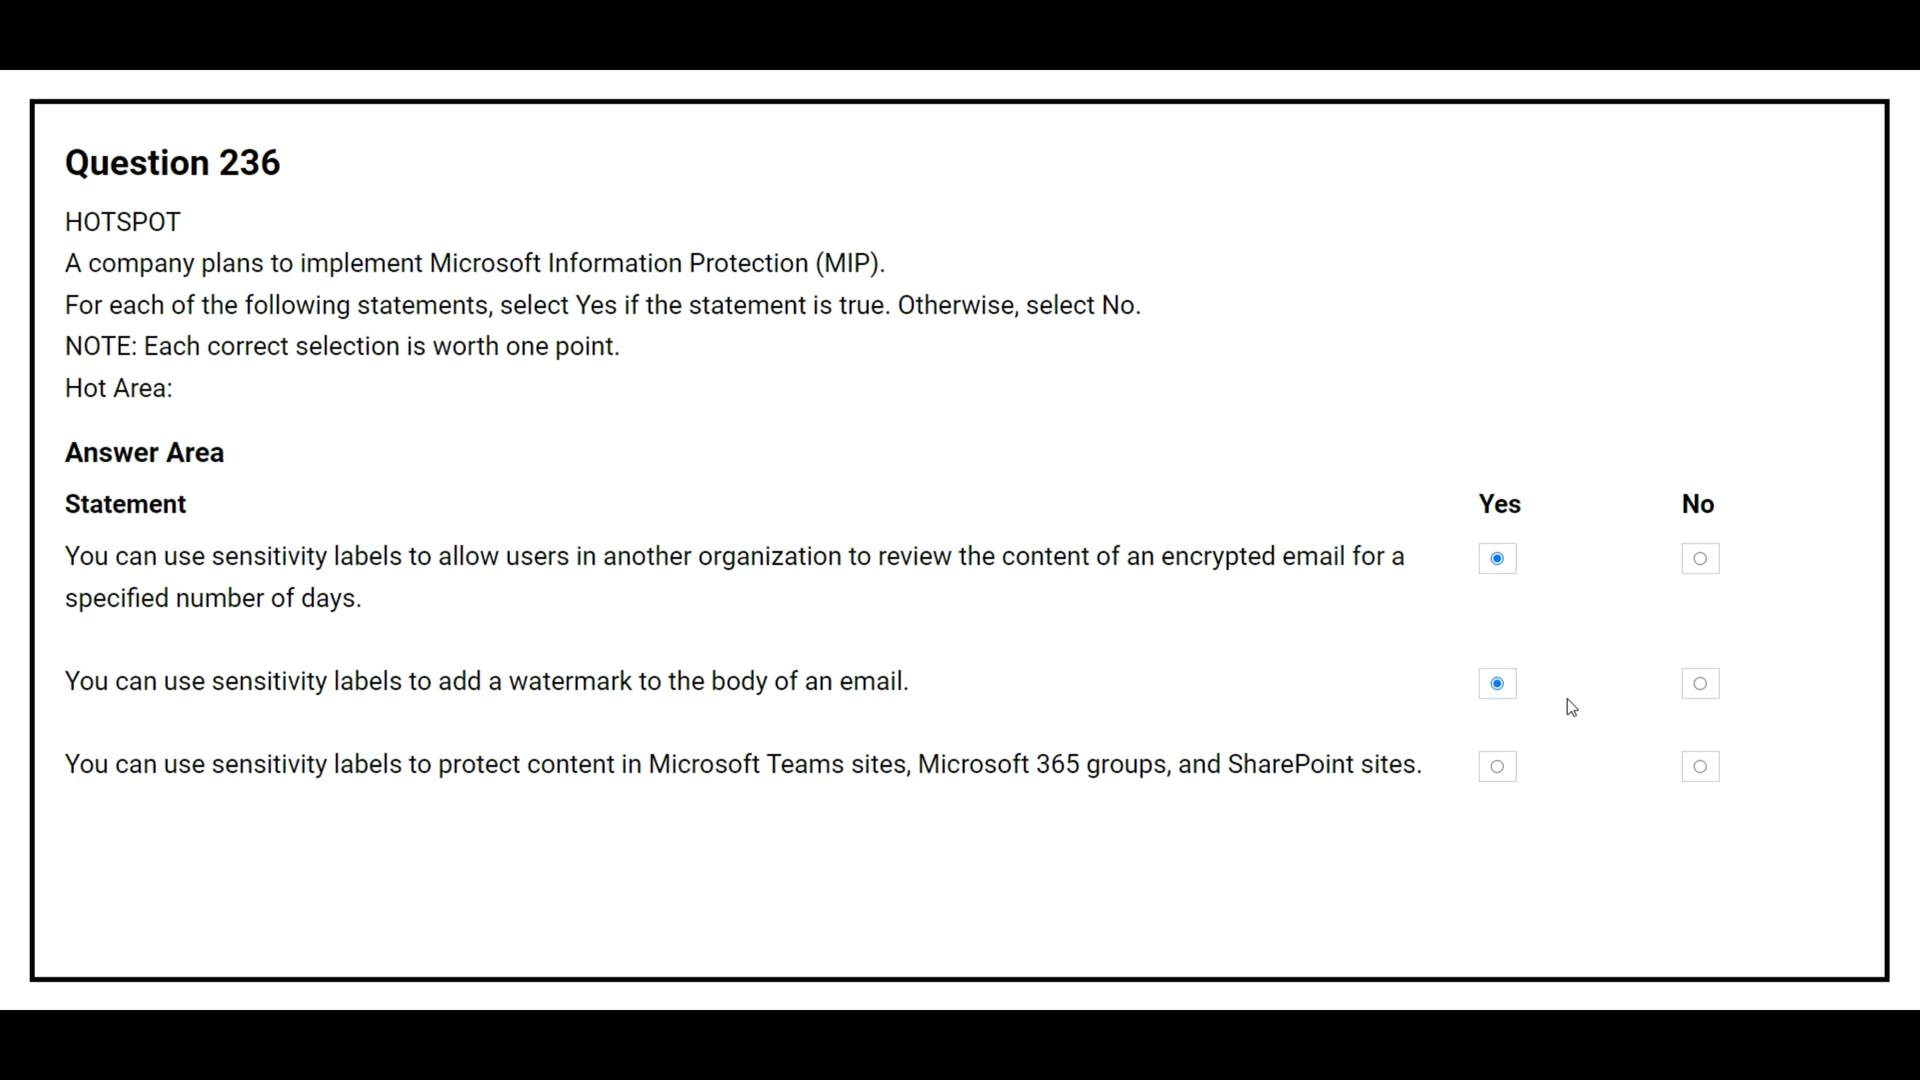 Question 236
HOTSPOT
A company plans to implement Microsoft Information Protection (MIP).
For each of the following statements, select Yes if the statement is true. Otherwise, select No.
NOTE: Each correct selection is worth one point.
Hot Area:
Answer Area
Statement Yes No
You can use sensitivity labels to allow users in another organization to review the content of an encrypted email for a
specified number of days.
You can use sensitivity labels to add a watermark to the body of an email.
You can use sensitivity labels to protect content in Microsoft Teams sites, Microsoft 365 groups, and SharePoint sites.